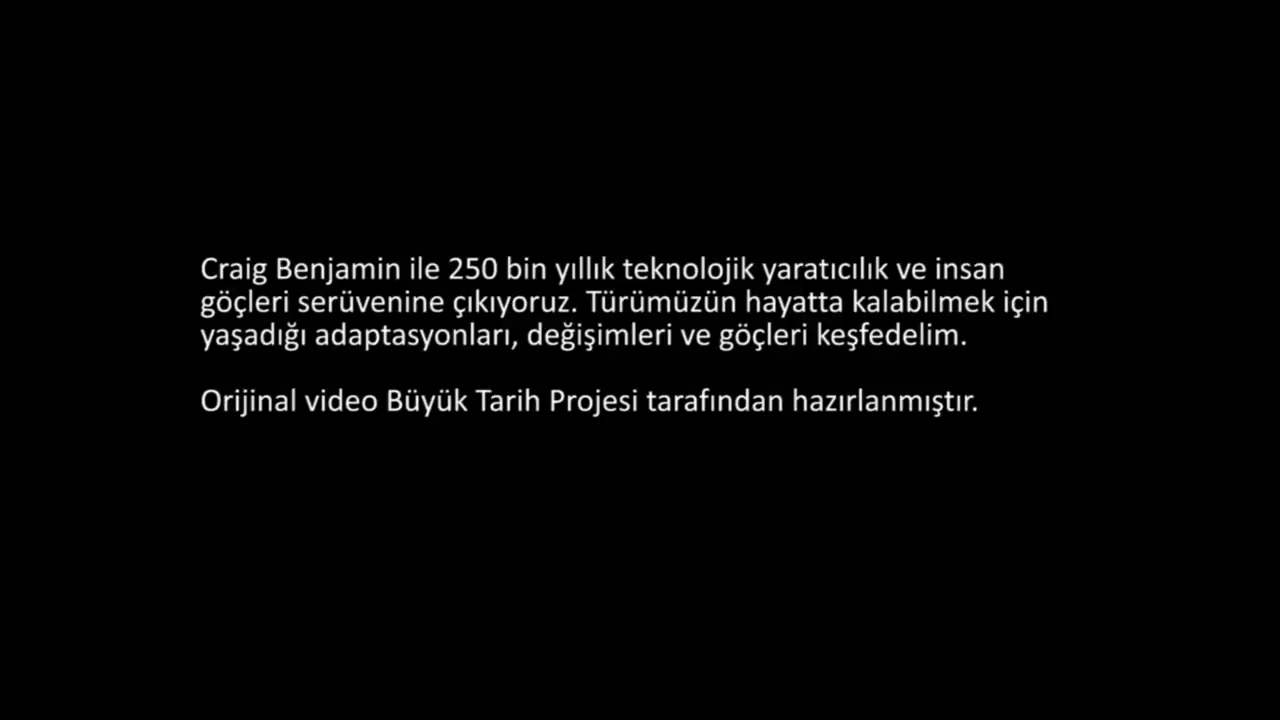 Craig Benjamin ile 250 bin yıllık teknolojik yaratıcılık ve insan
göçleri serüvenine çıkıyoruz. Türümüzün hayatta kalabilmek için
yaşadığı adaptasyonları, değişimleri ve göçleri keşfedelim.
Orijinal video Büyük Tarih Projesi tarafından hazırlanmıştır.